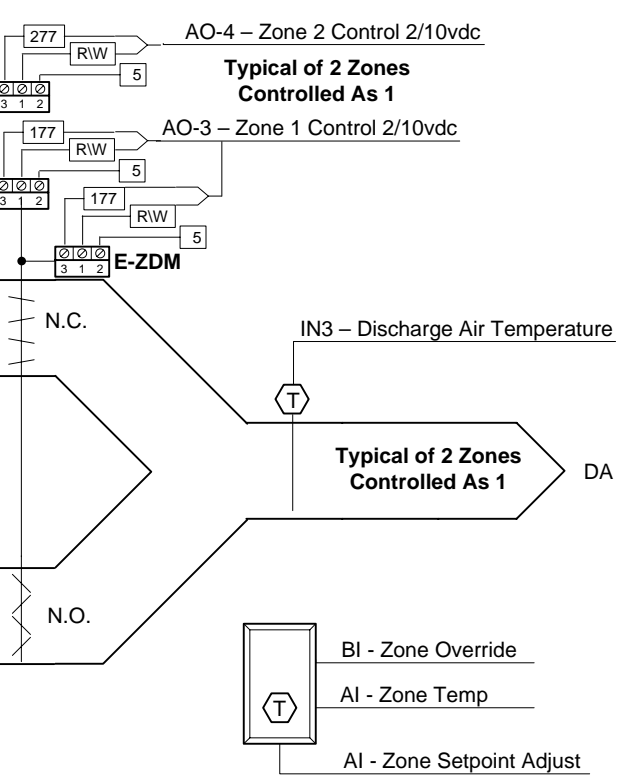 277
AO-4 – Zone 2 Control 2/10vdc
R\W
5
Typical of 2 Zones
Controlled As 1
3 1 2
177
AO-3 – Zone 1 Control 2/10vdc
R\W
5
3 1 2
177
R\W
5
3 1 2
E-ZDM
N.C.
IN3 – Discharge Air Temperature
T
Typical of 2 Zones
Controlled As 1
DA
N.O.
BI - Zone Override
AI - Zone Temp
T
AI - Zone Setpoint Adjust